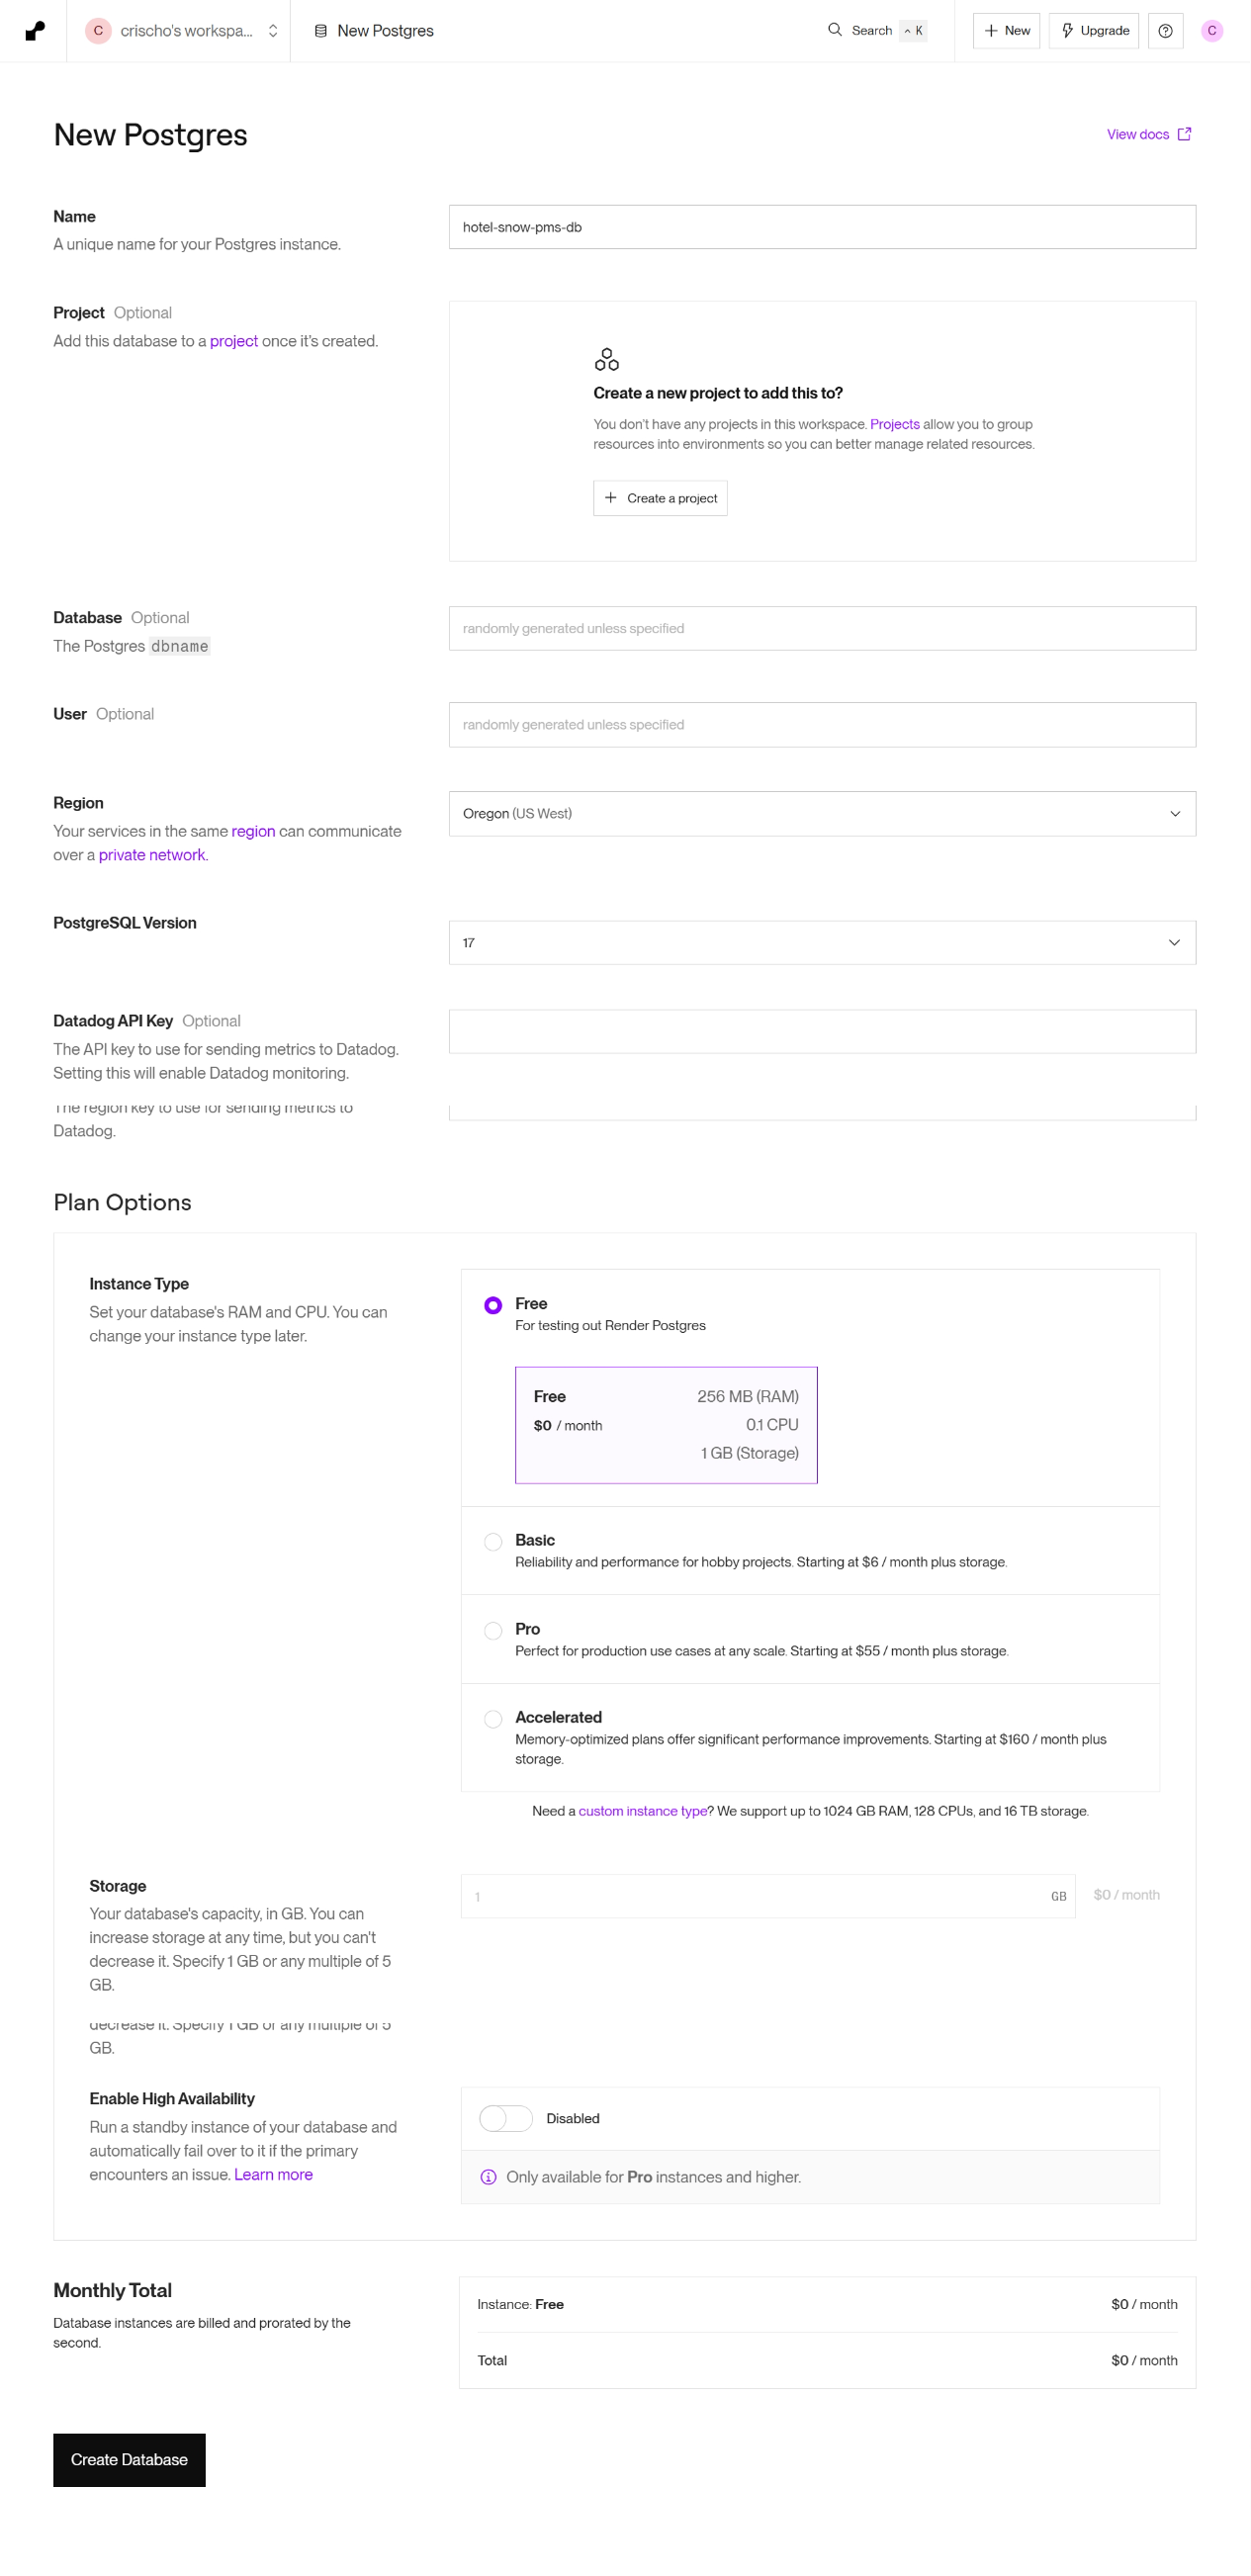 C crischo's workspa... New Postgres Search ^ K + New Upgrade C
New Postgres
View docs
Name
A unique name for your Postgres instance.
hotel-snow-pms-db
Project Optional
Add this database to a project once it's created.
Create a new project to add this to?
You don't have any projects in this workspace. Projects allow you to group
resources into environments so you can better manage related resources.
+ Create a project
Database Optional
The Postgres dbname
randomly generated unless specified
User Optional
randomly generated unless specified
Region
Your services in the same region can communicate
over a private network.
Oregon (US West)
PostgreSQL Version
17
Datadog API Key Optional
The API key to use for sending metrics to Datadog.
Setting this will enable Datadog monitoring.
The region key to use for sending metrics to
Datadog.
Plan Options
Instance Type
Set your database's RAM and CPU. You can
change your instance type later.
Free
For testing out Render Postgres
Free 256 MB (RAM)
$0 / month 0.1 CPU
1 GB (Storage)
Basic
Reliability and performance for hobby projects. Starting at $6 / month plus storage.
Pro
Perfect for production use cases at any scale. Starting at $55 / month plus storage.
Accelerated
Memory-optimized plans offer significant performance improvements. Starting at $160 / month plus
storage.
Need a custom instance type? We support up to 1024 GB RAM, 128 CPUs, and 16 TB storage.
Storage
Your database's capacity, in GB. You can
increase storage at any time, but you can't
decrease it. Specify 1 GB or any multiple of 5
GB.
1 GB $0 / month
decrease it. Specify 1 GB or any multiple of 5
GB.
Enable High Availability
Run a standby instance of your database and
automatically fail over to it if the primary
encounters an issue. Learn more
Disabled
Only available for Pro instances and higher.
Monthly Total
Database instances are billed and prorated by the
second.
Instance: Free $0 / month
Total $0 / month
Create Database